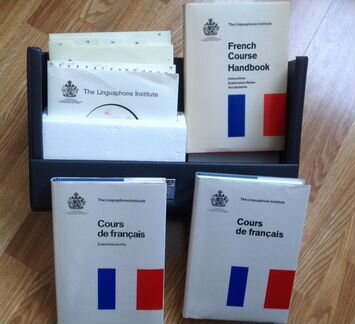 The Linguaphone Institute
The Linguaphone Institute
French
Course
Handbook
Instructions
Explanatory Notes
Vocabularies
The Linguaphone Institute
Cours
de français
Exercices écrits
The Linguaphone Institute
Cours
de français